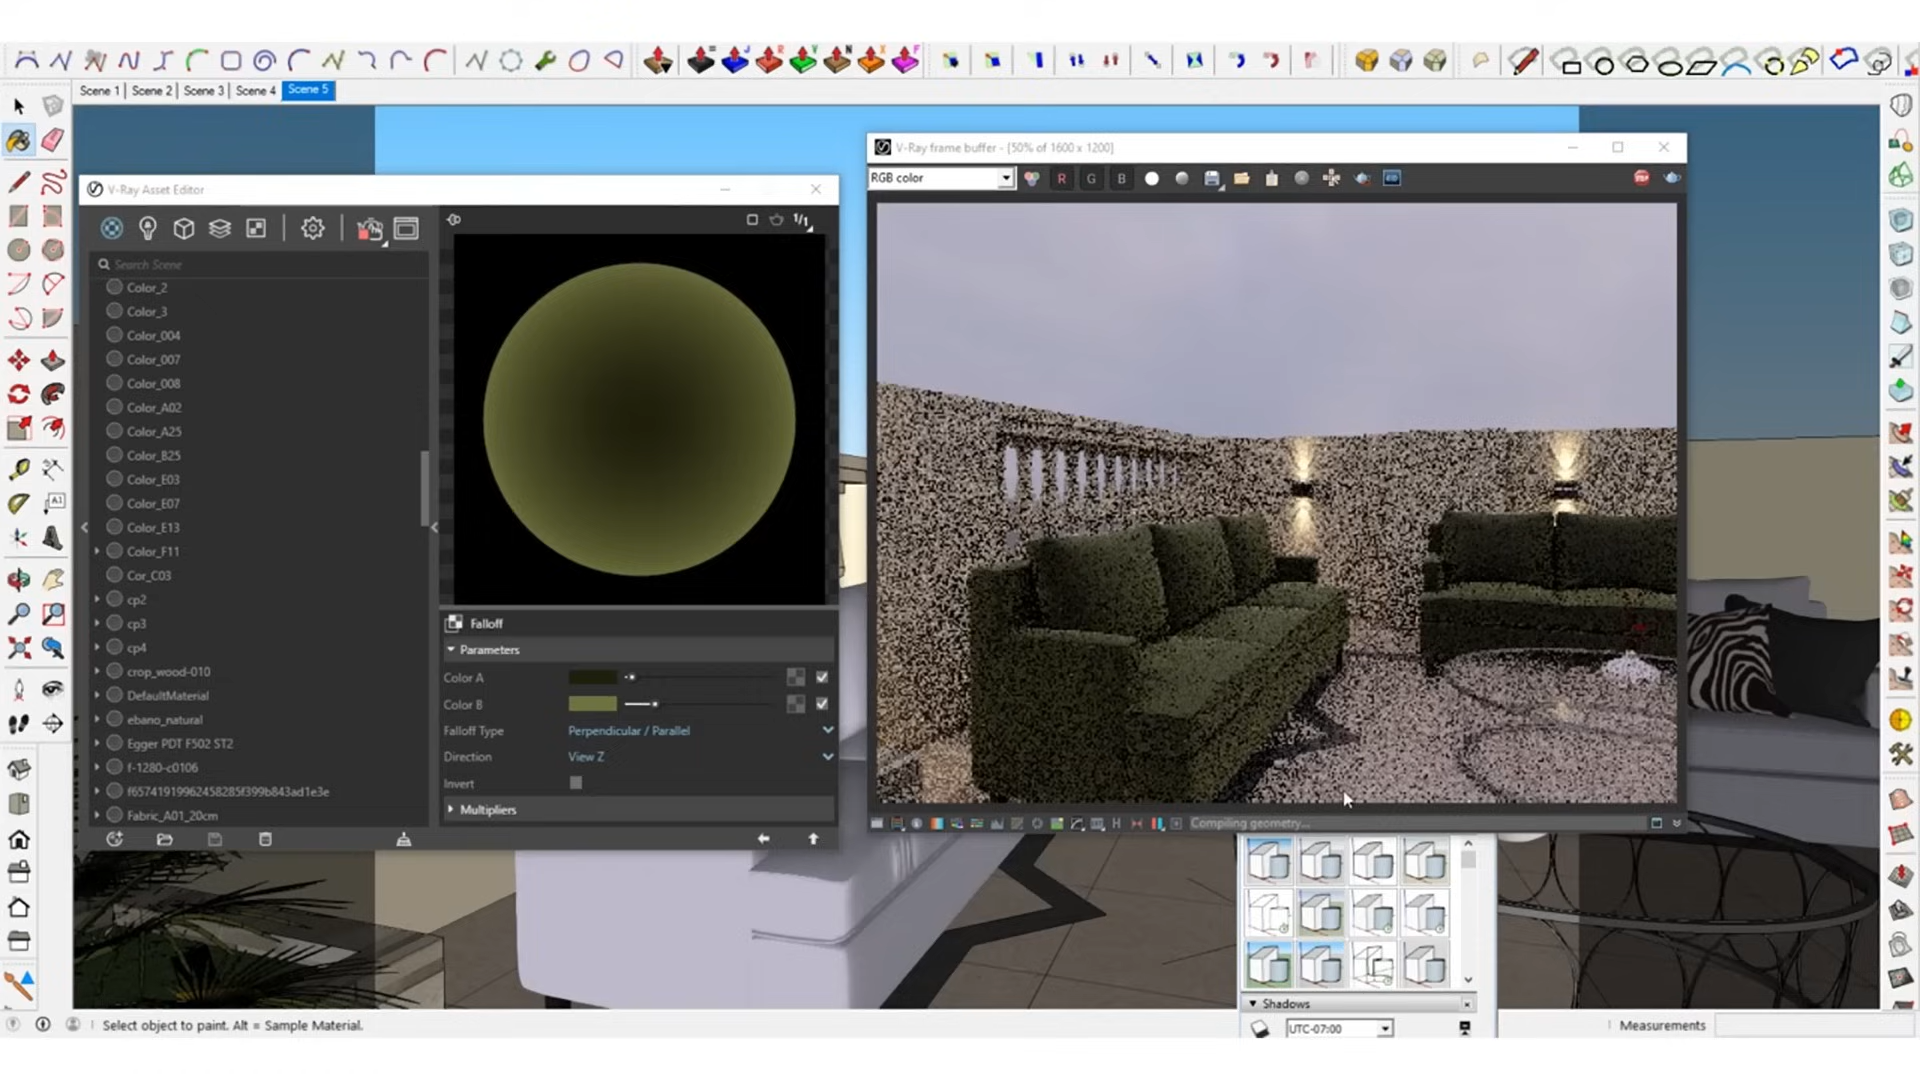 Scene 1 Scene 2 Scene 3 Scene 4 Scene 5
V-Ray Asset Editor
Search Scene
Color_2
Color_3
Color_004
Color_007
Color_008
Color_A02
Color_A25
Color_B25
Color_E03
Color_E07
Color_E13
Color_F11
Cor_C03
cp2
cp3
cp4
crop_wood-010
DefaultMaterial
ebano_natural
Egger PDT F502 ST2
f-1280-c0106
f65741919962458285f399b843ad1e3e
Fabric_A01_20cm
1/1
Falloff
Parameters
Color A
Color B
Falloff Type Perpendicular / Parallel
Direction View Z
Invert
Multipliers
V-Ray frame buffer - [50% of 1600 x 1200]
RGB color R G B
Compiling geometry...
Shadows
UTC-07:00
Select object to paint. Alt = Sample Material.
Measurements